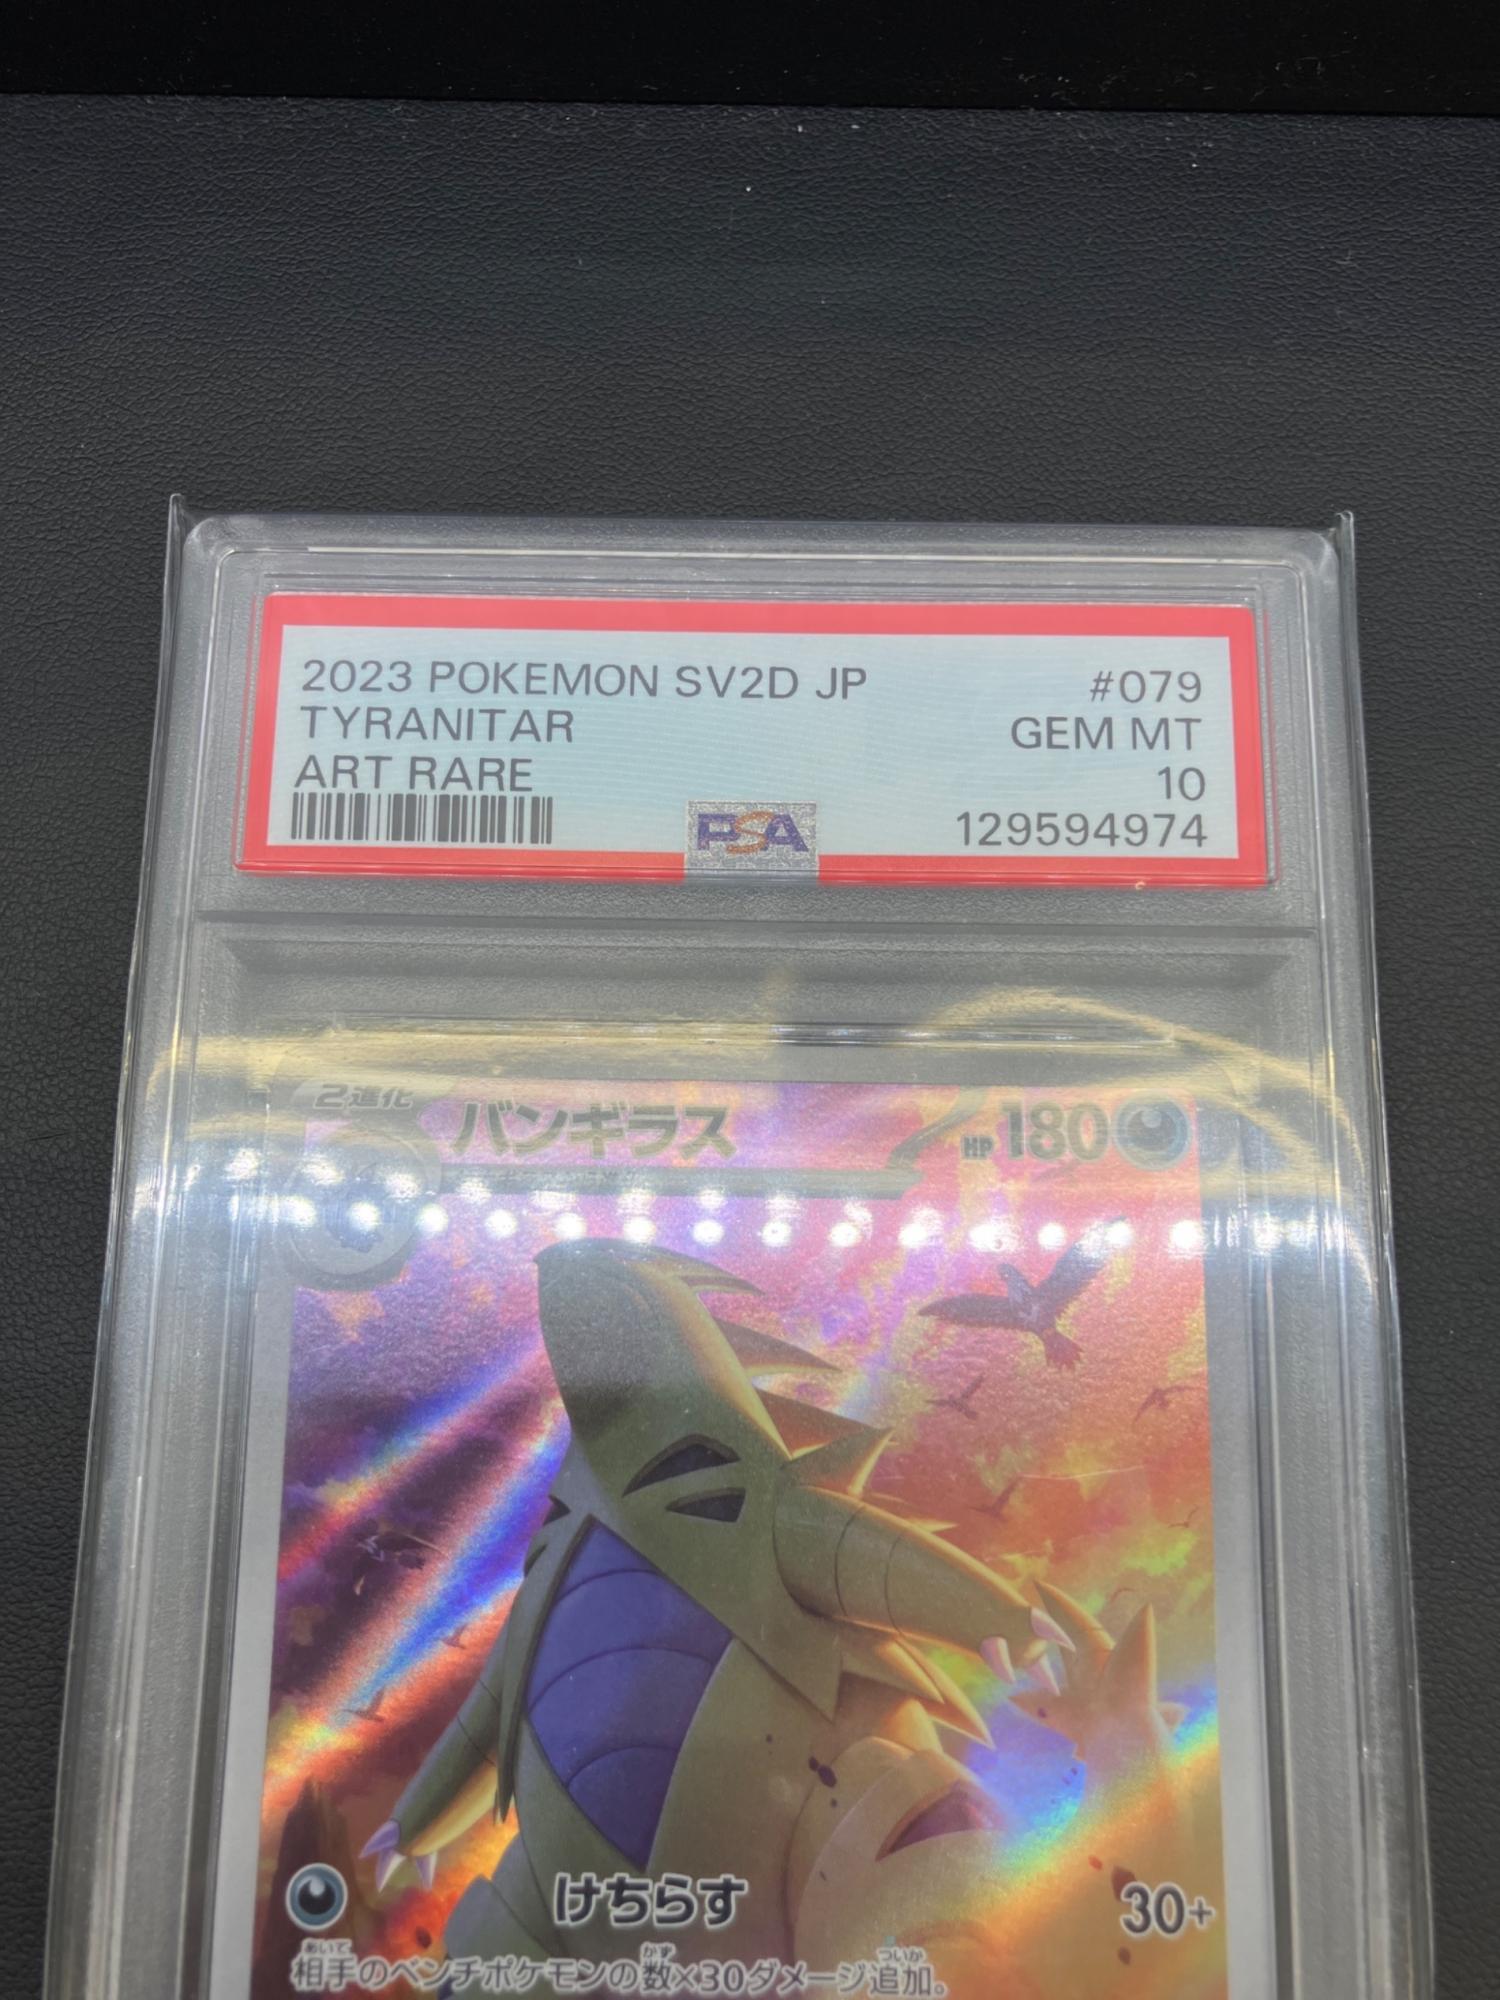 2023 POKEMON SV2D JP #079
TYRANITAR GEM MT
ART RARE 10
PSA 129594974
2進化 バンギラス HP 180
けちらす 30+
相手のベンチポケモンの数×30ダメージ追加。